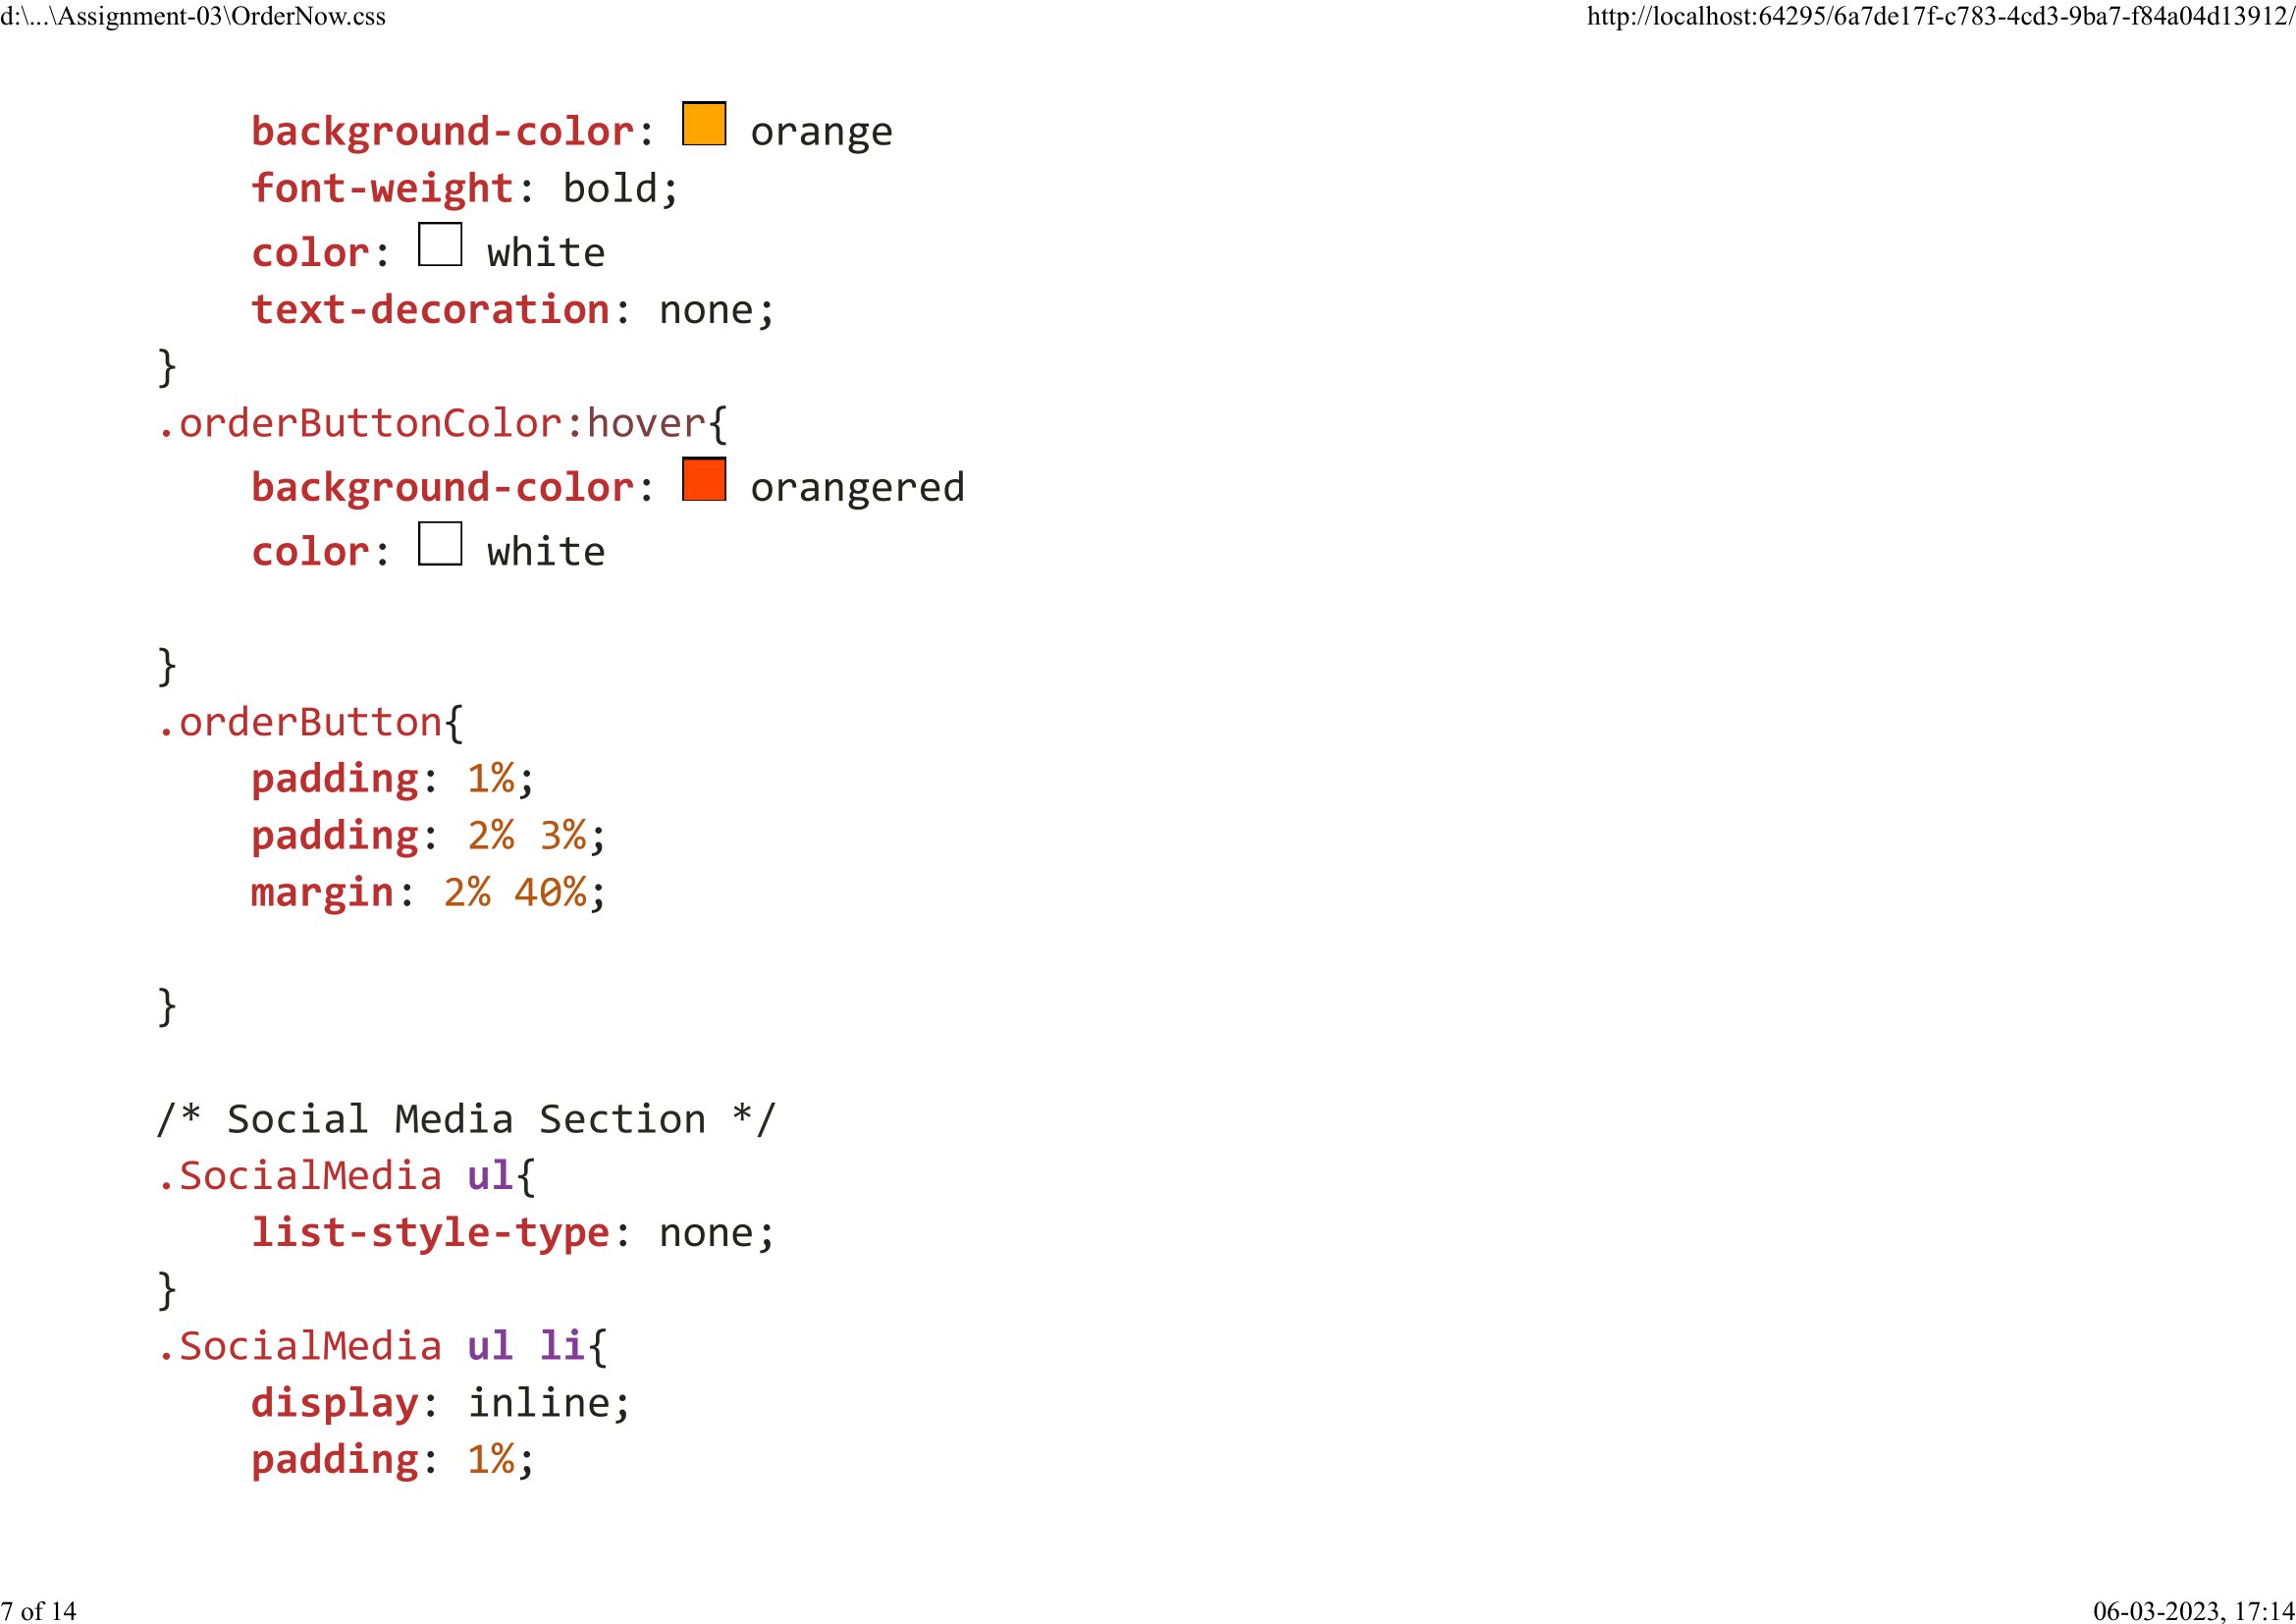 d:\...\Assignment-03\OrderNow.css
http://localhost:64295/6a7de17f-c783-4cd3-9ba7-f84a04d13912/
background-color: orange
font-weight: bold;
color: white
text-decoration: none;
}
.orderButtonColor:hover{
background-color: orangered
color: white
}
.orderButton{
padding: 1%;
padding: 2% 3%;
margin: 2% 40%;
}
/* Social Media Section */
.SocialMedia ul{
list-style-type: none;
}
.SocialMedia ul li{
display: inline;
padding: 1%;
7 of 14
06-03-2023, 17:14